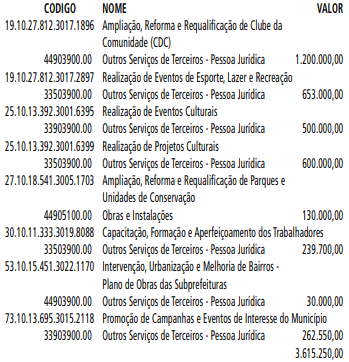 CODIGO NOME VALOR
19.10.27.812.3017.1896 Ampliação, Reforma e Requalificação de Clube da
Comunidade (CDC)
44903900.00 Outros Serviços de Terceiros - Pessoa Jurídica 1.200.000,00
19.10.27.812.3017.2897 Realização de Eventos de Esporte, Lazer e Recreação
33503900.00 Outros Serviços de Terceiros - Pessoa Jurídica 653.000,00
25.10.13.392.3001.6395 Realização de Eventos Culturais
33903900.00 Outros Serviços de Terceiros - Pessoa Jurídica 500.000,00
25.10.13.392.3001.6399 Realização de Projetos Culturais
33503900.00 Outros Serviços de Terceiros - Pessoa Jurídica 600.000,00
27.10.18.541.3005.1703 Ampliação, Reforma e Requalificação de Parques e
Unidades de Conservação
44905100.00 Obras e Instalações 130.000,00
30.10.11.333.3019.8088 Capacitação, Formação e Aperfeiçoamento dos Trabalhadores
33503900.00 Outros Serviços de Terceiros - Pessoa Jurídica 239.700,00
53.10.15.451.3022.1170 Intervenção, Urbanização e Melhoria de Bairros -
Plano de Obras das Subprefeituras
44903900.00 Outros Serviços de Terceiros - Pessoa Jurídica 30.000,00
73.10.13.695.3015.2118 Promoção de Campanhas e Eventos de Interesse do Município
33903900.00 Outros Serviços de Terceiros - Pessoa Jurídica 262.550,00
3.615.250,00